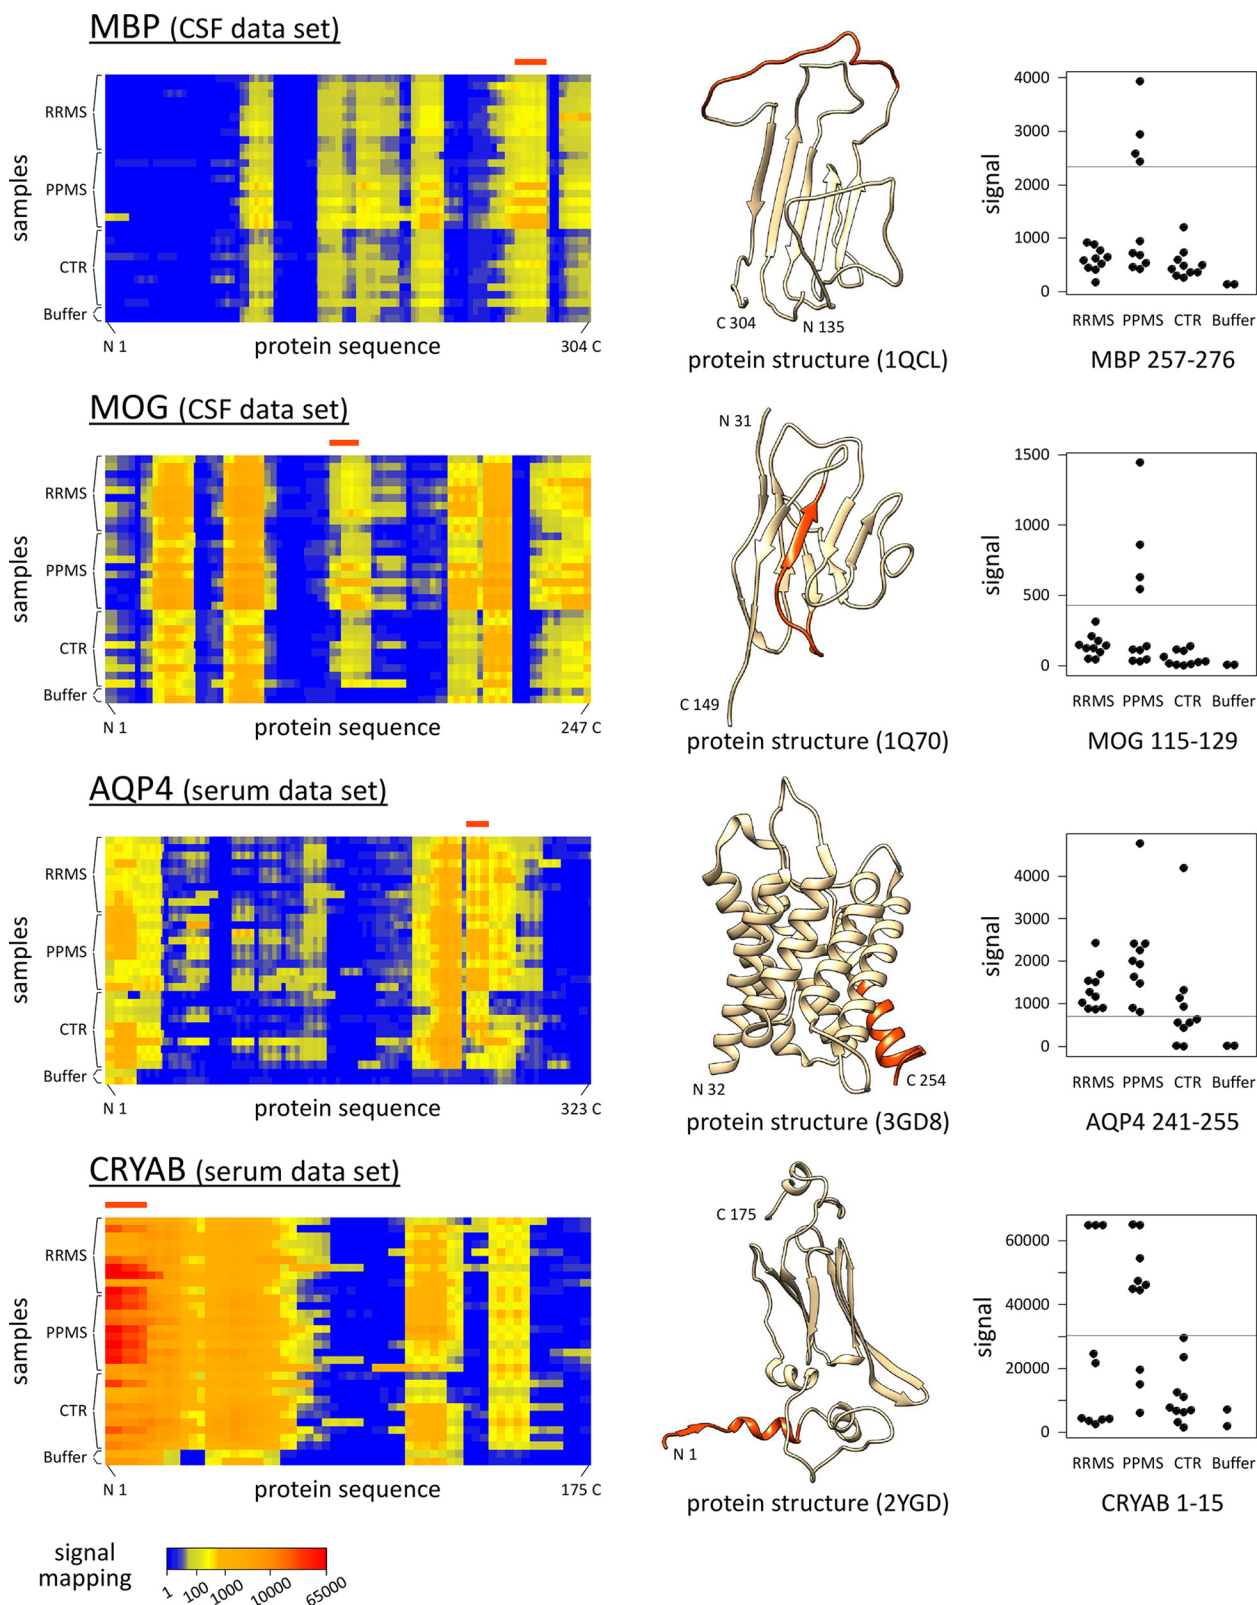 MBP (CSF data set)
samples
RRMS
PPMS
CTR
Buffer
N 1
protein sequence
304 C
C 304
N 135
protein structure (1QCL)
signal
4000
3000
2000
1000
0
RRMS PPMS CTR Buffer
MBP 257-276
MOG (CSF data set)
samples
RRMS
PPMS
CTR
Buffer
N 1
protein sequence
247 C
N 31
C 149
protein structure (1Q70)
signal
1500
1000
500
0
RRMS PPMS CTR Buffer
MOG 115-129
AQP4 (serum data set)
samples
RRMS
PPMS
CTR
Buffer
N 1
protein sequence
323 C
N 32
C 254
protein structure (3GD8)
signal
4000
3000
2000
1000
0
RRMS PPMS CTR Buffer
AQP4 241-255
CRYAB (serum data set)
samples
RRMS
PPMS
CTR
Buffer
N 1
protein sequence
175 C
C 175
N 1
protein structure (2YGD)
signal
60000
40000
20000
0
RRMS PPMS CTR Buffer
CRYAB 1-15
signal
mapping
1 100 1000 10000 65000